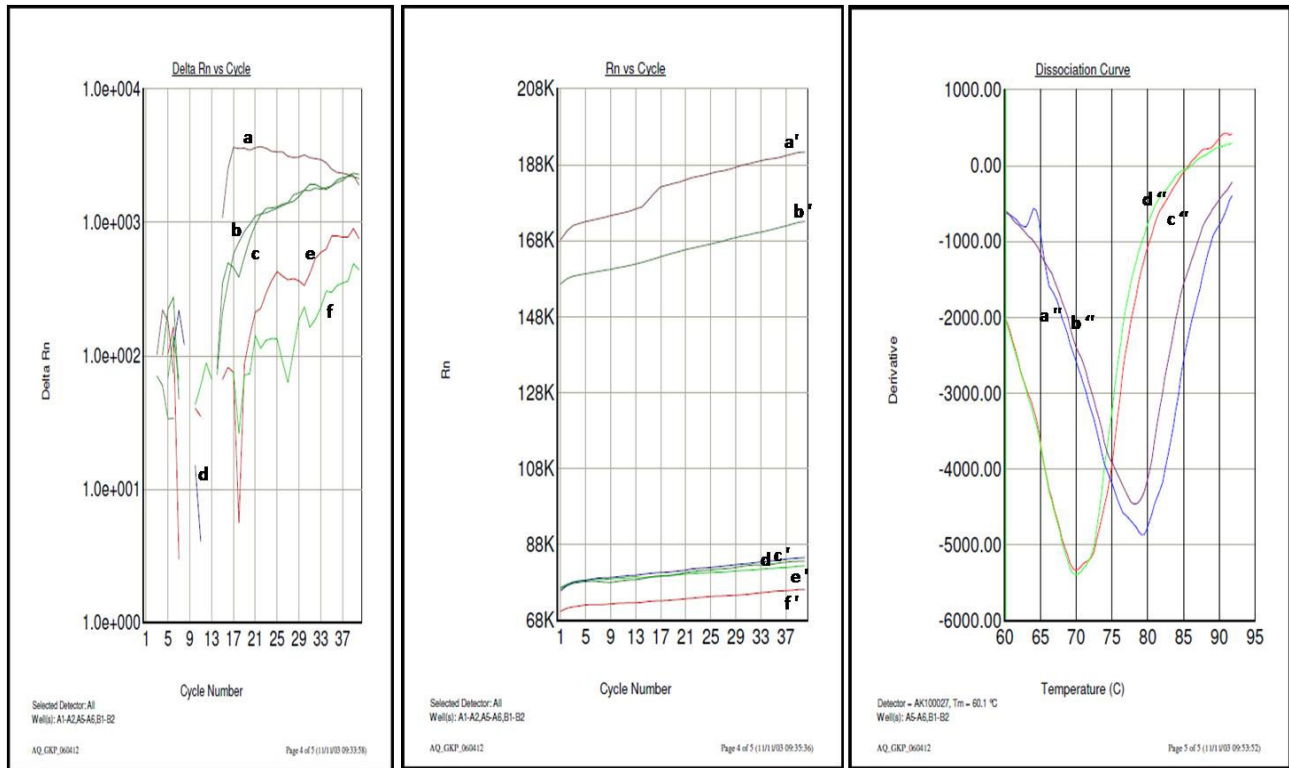 Delta Rn vs Cycle
1.0e+004
1.0e+003
1.0e+002
1.0e+001
1.0e+000
Delta Rn
a
b
c
d
e
f
1 5 9 13 17 21 25 29 33 37
Cycle Number
Selected Detector: All
Well(s): A1-A2,A5-A6,B1-B2
AQ_GKP_060412
Page 4 of 5 (11/11/03 09:33:58)
Rn vs Cycle
208K
188K
168K
148K
128K
108K
88K
68K
Rn
a'
b'
d c'
e'
f'
1 5 9 13 17 21 25 29 33 37
Cycle Number
Selected Detector: All
Well(s): A1-A2,A5-A6,B1-B2
AQ_GKP_060412
Page 4 of 5 (11/11/03 09:35:36)
Dissociation Curve
1000.00
0.00
-1000.00
-2000.00
-3000.00
-4000.00
-5000.00
-6000.00
Derivative
d"
c"
a" b"
60 65 70 75 80 85 90 95
Temperature (C)
Detector = AK100027, Tm = 60.1 °C
Well(s): A5-A6,B1-B2
AQ_GKP_060412
Page 5 of 5 (11/11/03 09:53:52)